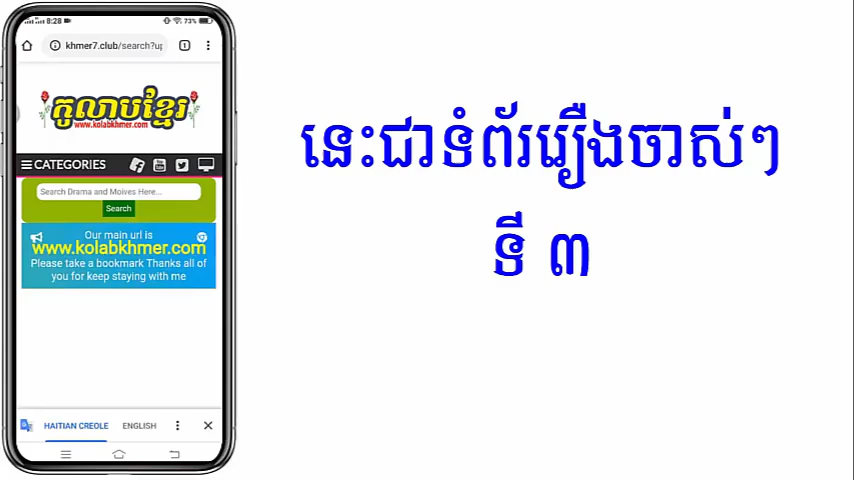 8:28
73%
khmer7.club/search?up
1
កូលាបខ្មែរ
www.kolabkhmer.com
CATEGORIES
Search Drama and Moives Here...
Search
Our main url is
www.kolabkhmer.com
Please take a bookmark Thanks all of
you for keep staying with me
HAITIAN CREOLE ENGLISH
នេះជាទំព័ររឿងចាស់ៗ
ទី ៣